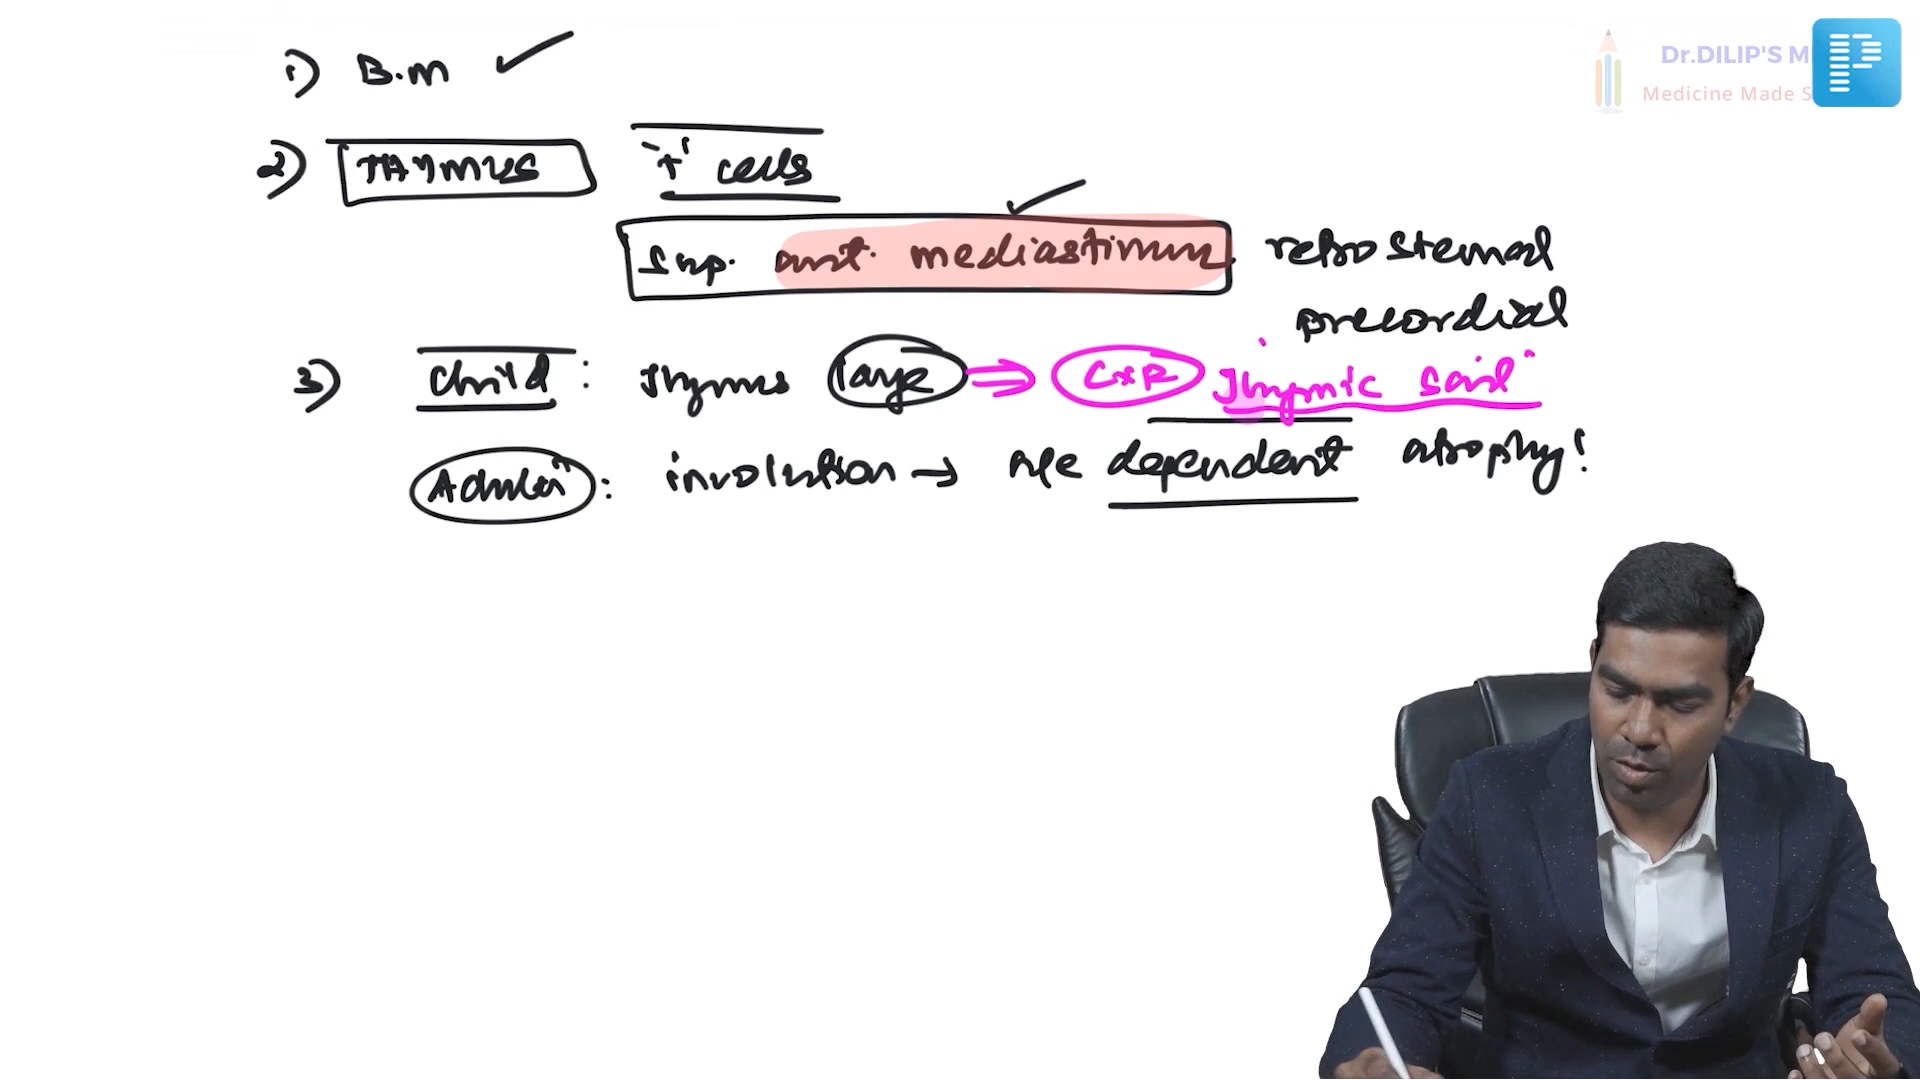 1) B.M
2) THYMUS 'T' cells
Sup. ant. mediastinum retrosternal
precordial
3) child : Thymus large ⇒ CXR "Thymic Sail"
Adults : involution → age dependent atrophy!
Dr.DILIP'S M
Medicine Made S